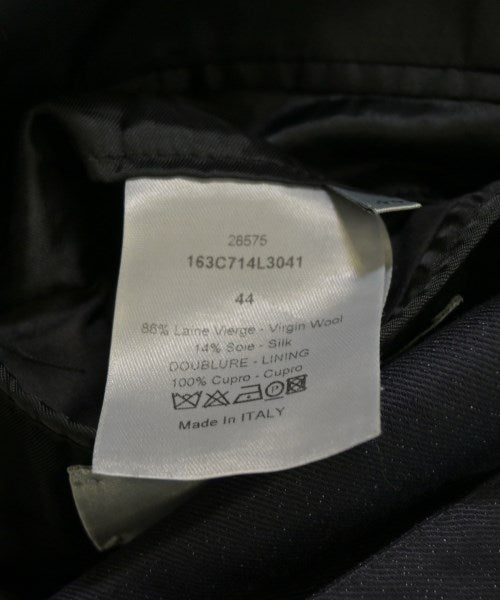 26575
163C714L3041
44
86% Laine Vierge - Virgin Wool
14% Soie - Silk
DOUBLURE - LINING
100% Cupro - Cupro
P
Made In ITALY